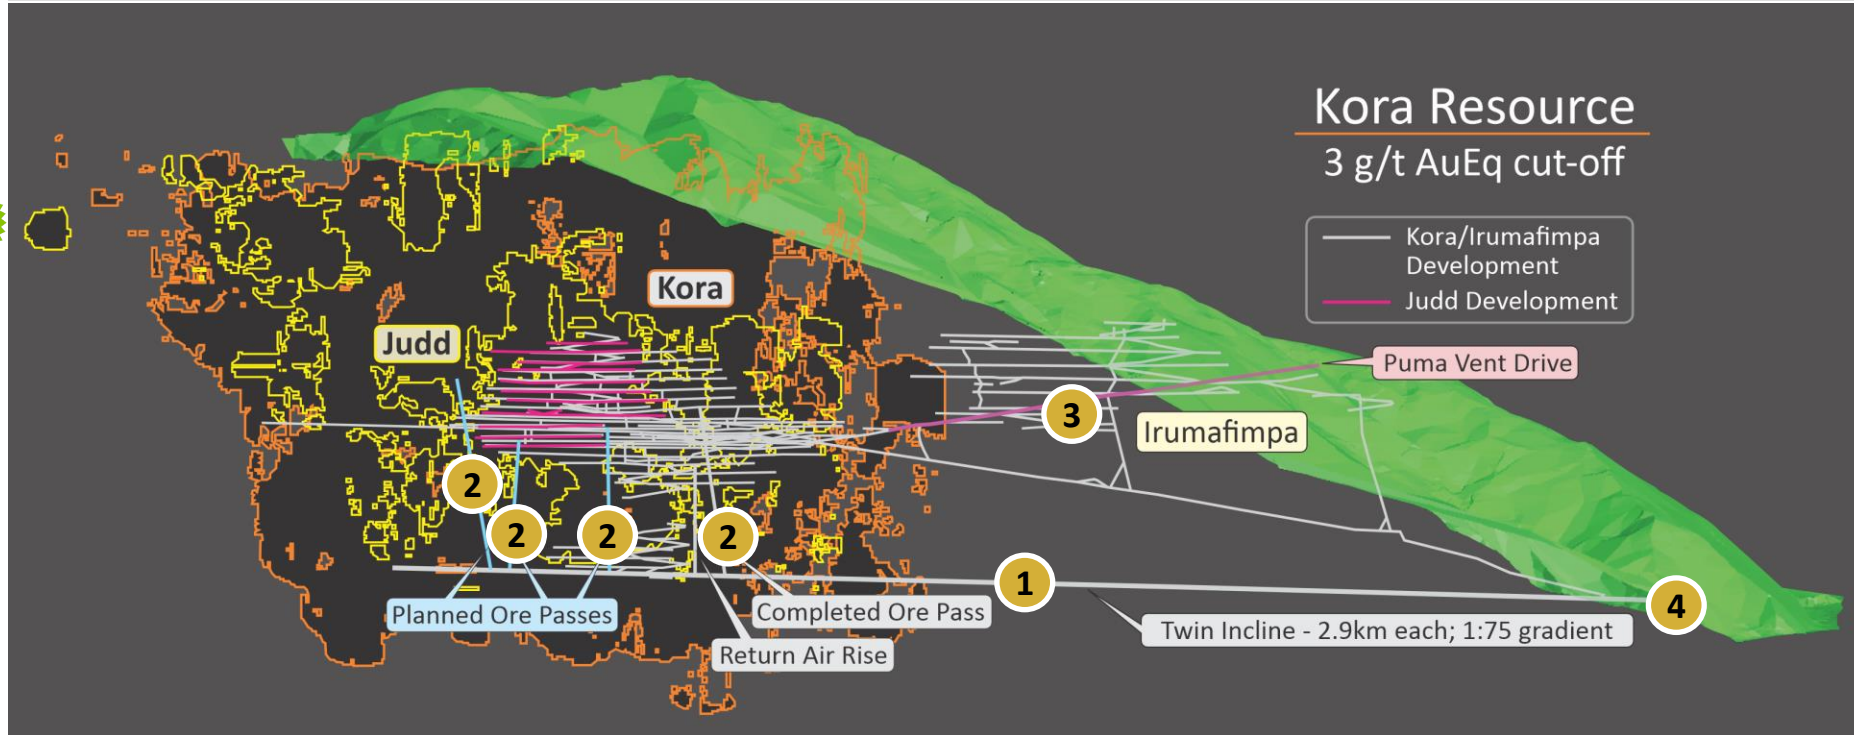 Kora Resource
3 g/t AuEq cut-off
Kora/Irumafimpa
Development
Judd Development
Kora
Judd
Puma Vent Drive
3
Irumafimpa
2
2
2
2
1
4
Planned Ore Passes
Completed Ore Pass
Twin Incline - 2.9km each; 1:75 gradient
Return Air Rise